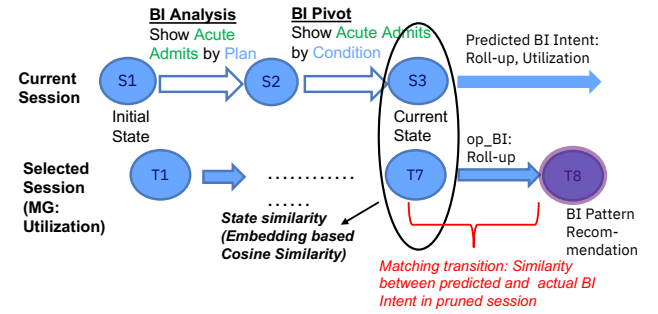 BI Analysis
Show Acute
Admits by Plan
BI Pivot
Show Acute Admits
by Condition
Predicted BI Intent:
Roll-up, Utilization
Current
Session
S1
S2
S3
Initial
State
Current
State
op_BI:
Roll-up
Selected
Session
(MG:
Utilization)
T1
............
......
T7
T8
State similarity
(Embedding based
Cosine Similarity)
BI Pattern
Recom-
mendation
Matching transition: Similarity
between predicted and actual BI
Intent in pruned session